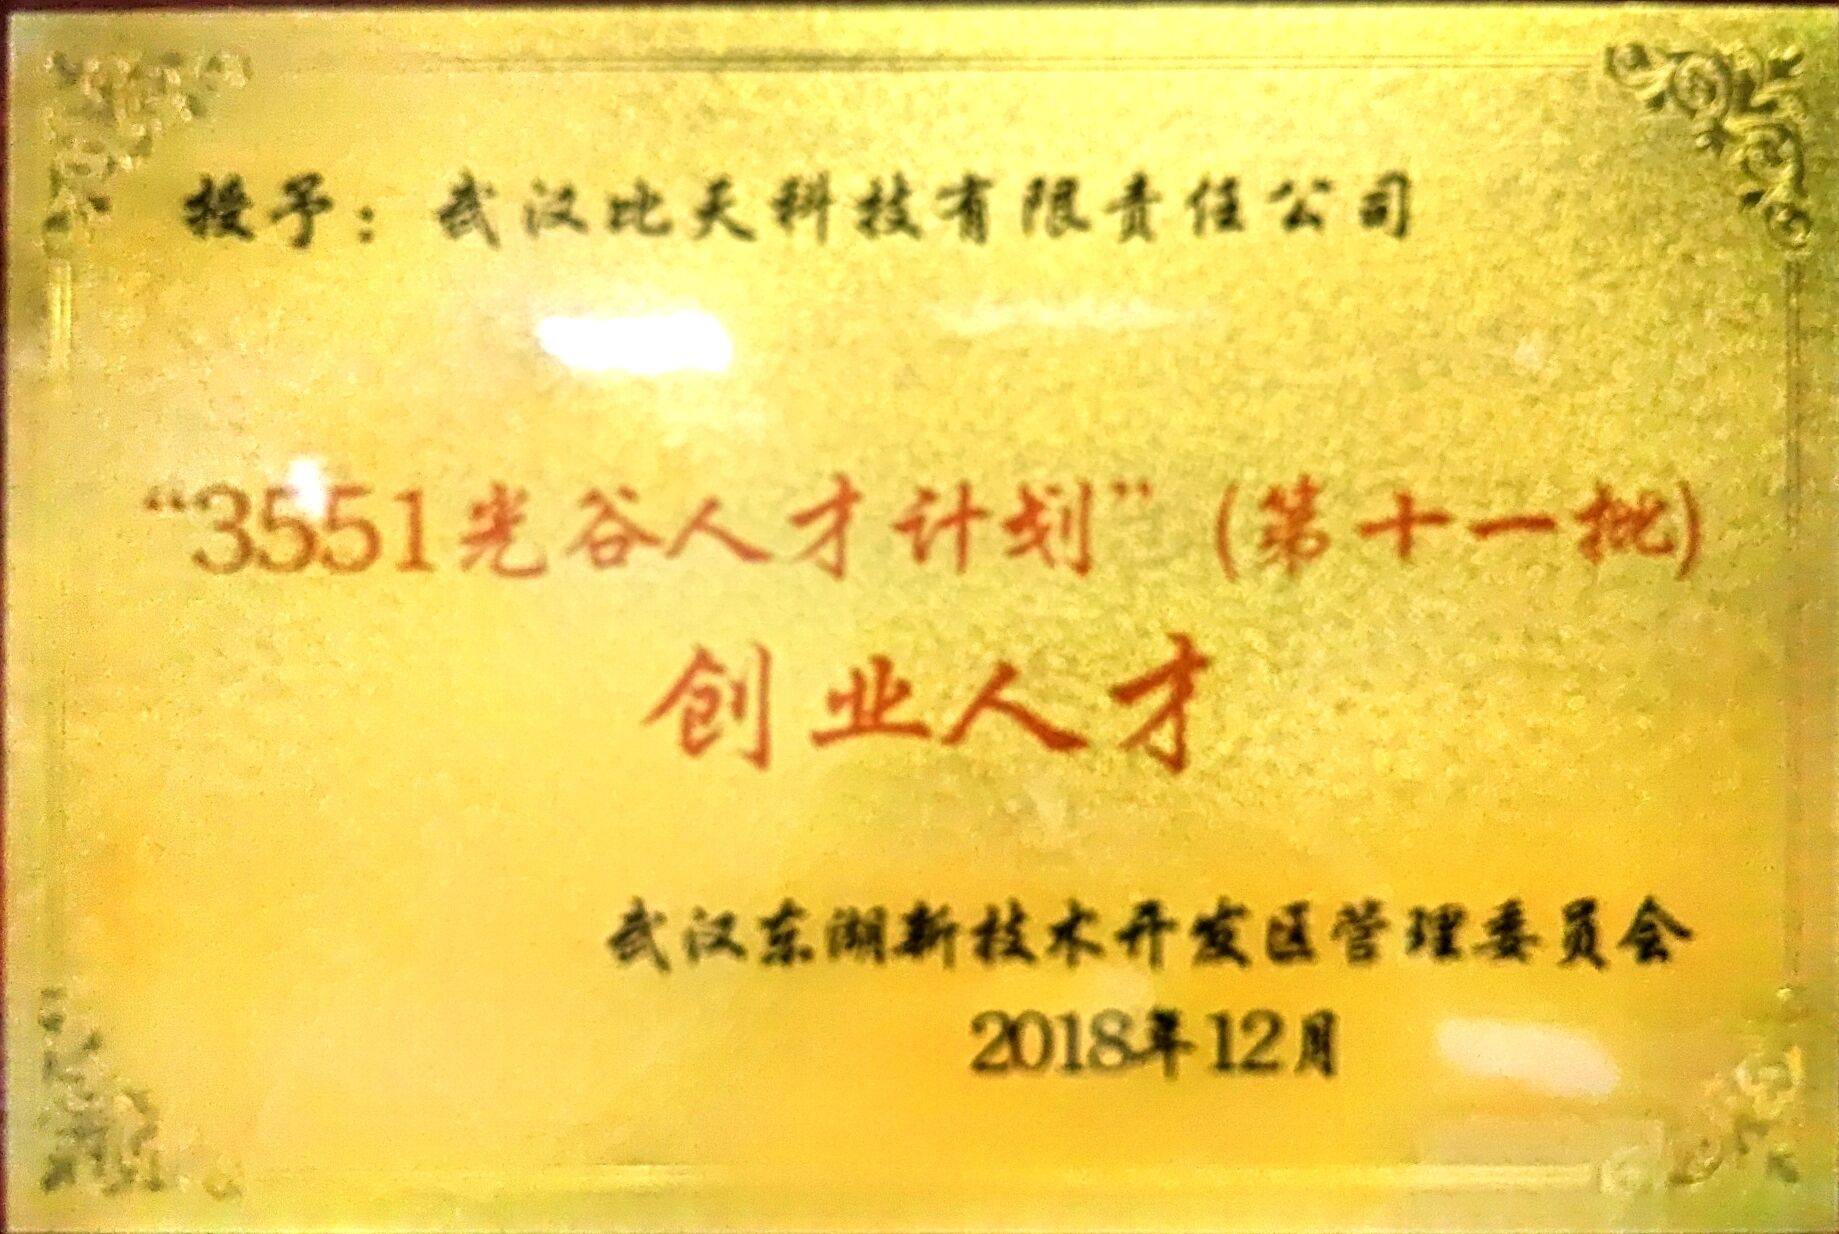 授予：武汉比天科技有限责任公司
“3551光谷人才计划”(第十一批)
创业人才
武汉东湖新技术开发区管理委员会
2018年12月